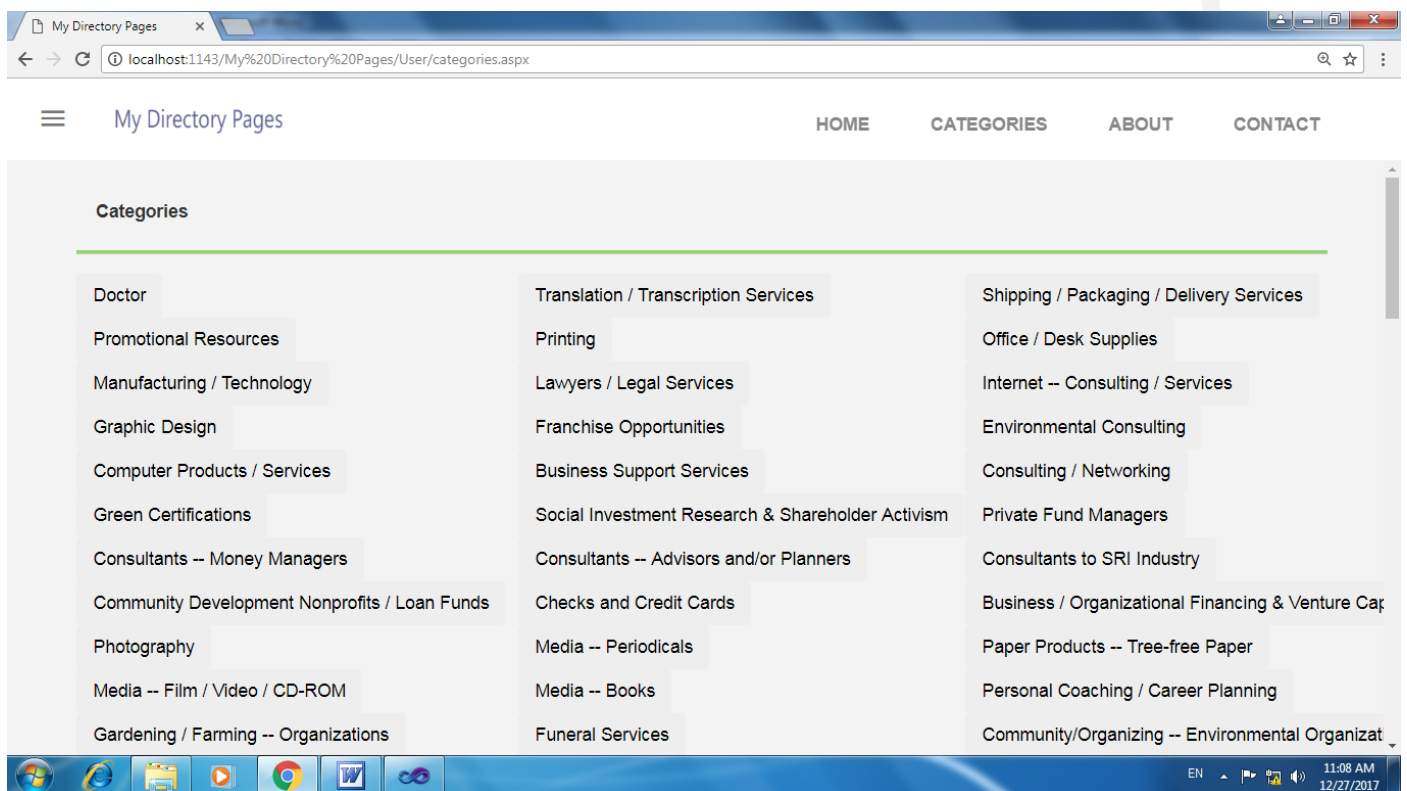 My Directory Pages
localhost:1143/My%20Directory%20Pages/User/categories.aspx
My Directory Pages HOME CATEGORIES ABOUT CONTACT
Categories
Doctor Translation / Transcription Services Shipping / Packaging / Delivery Services
Promotional Resources Printing Office / Desk Supplies
Manufacturing / Technology Lawyers / Legal Services Internet -- Consulting / Services
Graphic Design Franchise Opportunities Environmental Consulting
Computer Products / Services Business Support Services Consulting / Networking
Green Certifications Social Investment Research & Shareholder Activism Private Fund Managers
Consultants -- Money Managers Consultants -- Advisors and/or Planners Consultants to SRI Industry
Community Development Nonprofits / Loan Funds Checks and Credit Cards Business / Organizational Financing & Venture Cap
Photography Media -- Periodicals Paper Products -- Tree-free Paper
Media -- Film / Video / CD-ROM Media -- Books Personal Coaching / Career Planning
Gardening / Farming -- Organizations Funeral Services Community/Organizing -- Environmental Organizati
EN 11:08 AM
12/27/2017